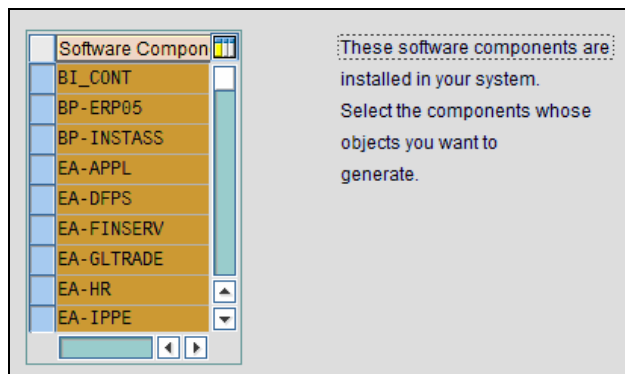 Software Compon
BI_CONT
BP-ERP05
BP-INSTASS
EA-APPL
EA-DFPS
EA-FINSERV
EA-GLTRADE
EA-HR
EA-IPPE
These software components are
installed in your system.
Select the components whose
objects you want to
generate.